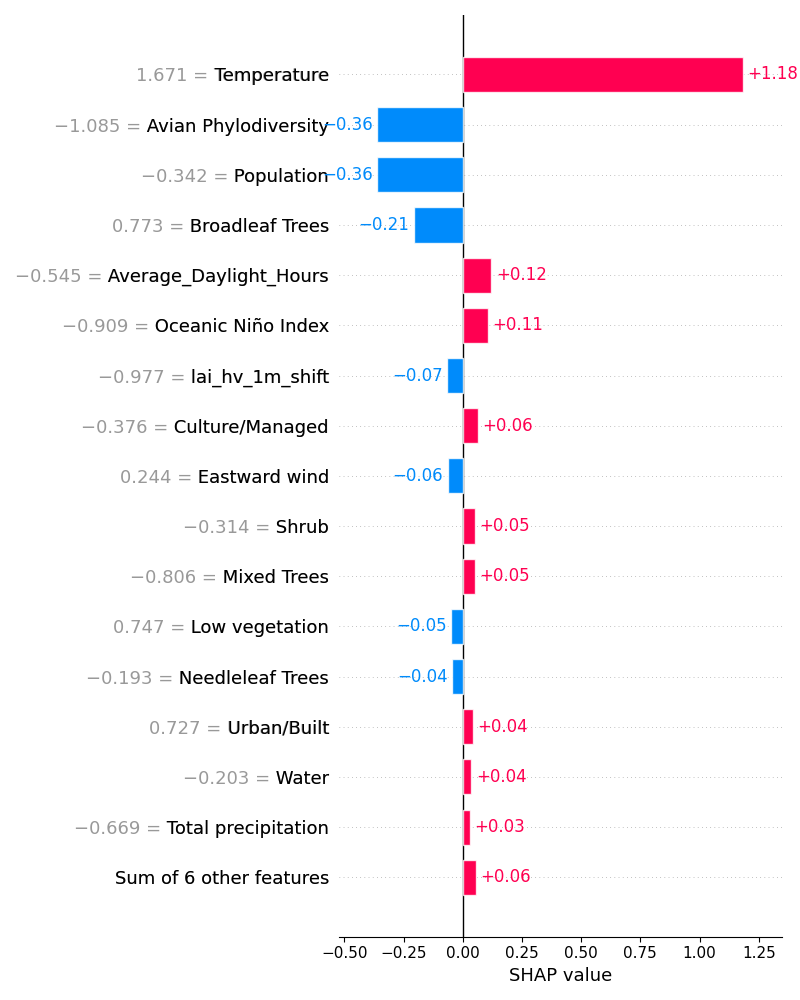 1.671 = Temperature +1.18
−1.085 = Avian Phylodiversity −0.36
−0.342 = Population −0.36
0.773 = Broadleaf Trees −0.21
−0.545 = Average_Daylight_Hours +0.12
−0.909 = Oceanic Niño Index +0.11
−0.977 = lai_hv_1m_shift −0.07
−0.376 = Culture/Managed +0.06
0.244 = Eastward wind −0.06
−0.314 = Shrub +0.05
−0.806 = Mixed Trees +0.05
0.747 = Low vegetation −0.05
−0.193 = Needleleaf Trees −0.04
0.727 = Urban/Built +0.04
−0.203 = Water +0.04
−0.669 = Total precipitation +0.03
Sum of 6 other features +0.06
−0.50 −0.25 0.00 0.25 0.50 0.75 1.00 1.25
SHAP value